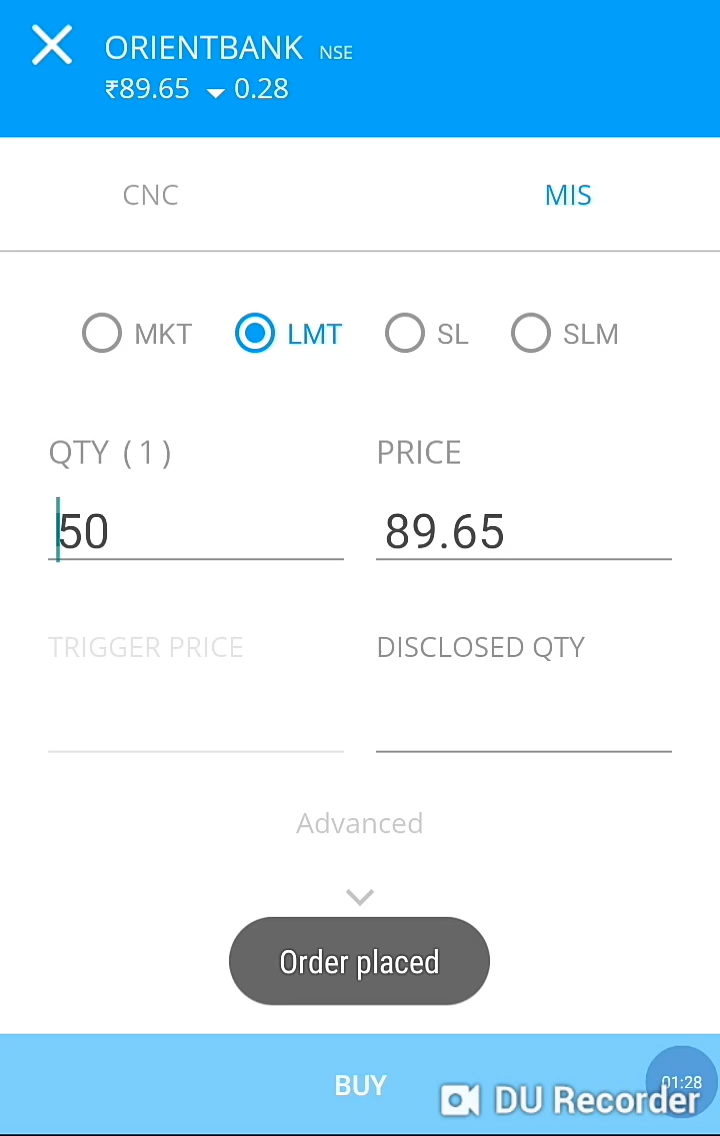 ORIENTBANK NSE
₹89.65 0.28
CNC MIS
MKT LMT SL SLM
QTY (1) PRICE
50 89.65
TRIGGER PRICE DISCLOSED QTY
Advanced
Order placed
BUY
01:28
DU Recorder